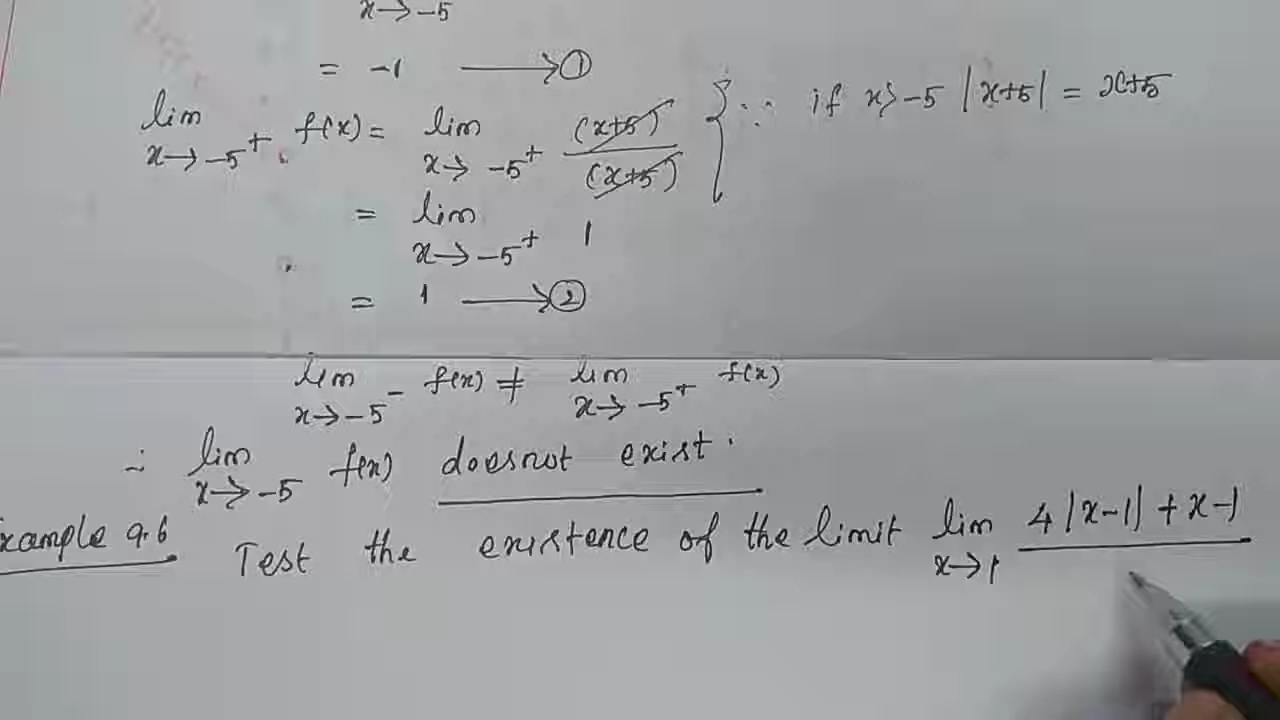 x→-5
= -1 ⟶①
lim x→-5⁺ f(x) = lim x→-5⁺ (x+5)/(x+5) } ∵ if x>-5 |x+5| = x+5
= lim x→-5⁺ 1
= 1 ⟶②
lim x→-5⁻ f(x) ≠ lim x→-5⁺ f(x)
∴ lim x→-5 f(x) doesnot exist.
xample 9.6 Test the existence of the limit lim x→1 4|x-1|+x-1